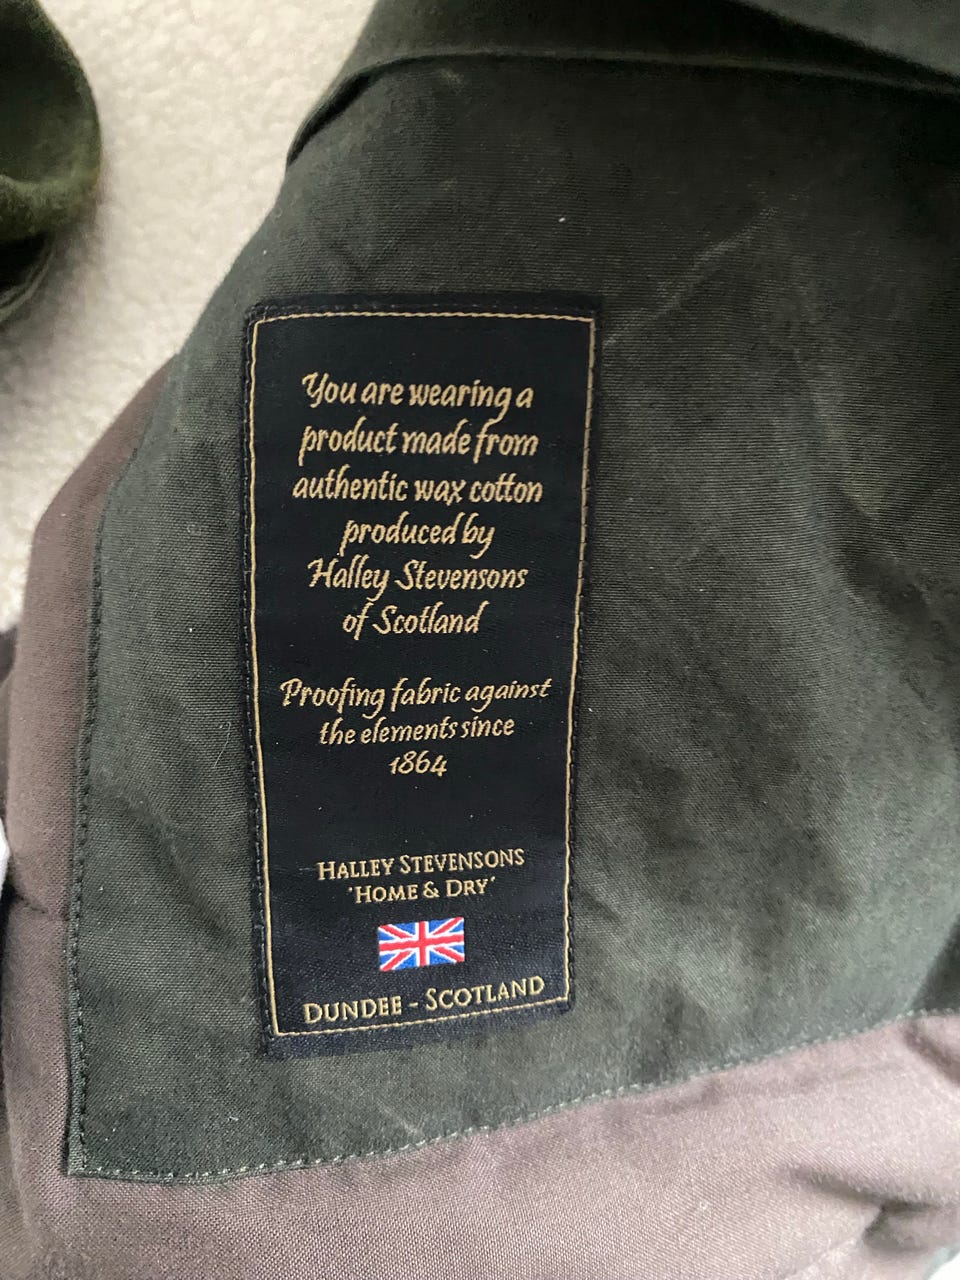 You are wearing a
product made from
authentic wax cotton
produced by
Halley Stevensons
of Scotland
Proofing fabric against
the elements since
1864
HALLEY STEVENSONS
'HOME & DRY'
DUNDEE - SCOTLAND